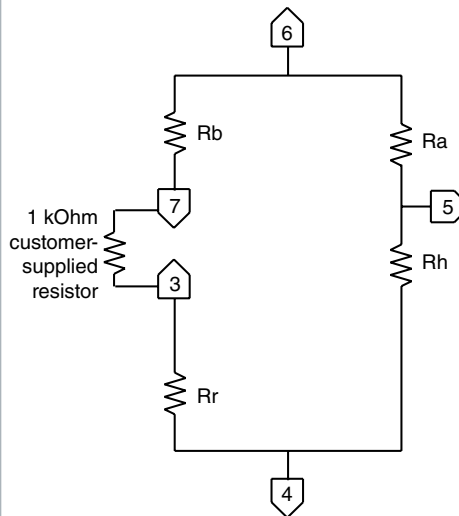 6
Rb
Ra
7
5
1 kOhm
customer-
supplied
resistor
3
Rh
Rr
4